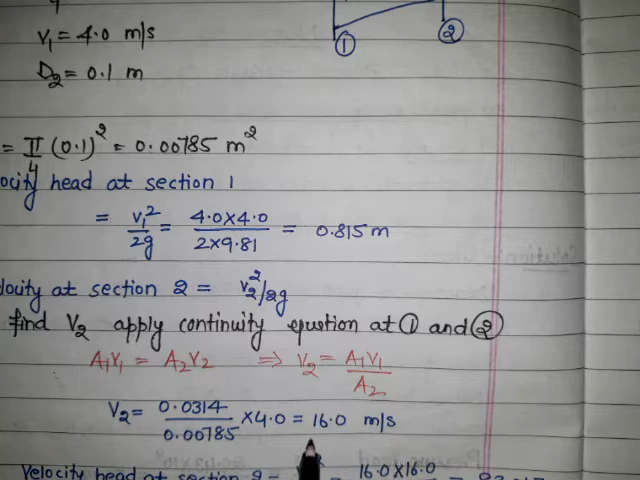 V₁ = 4.0 m/s
① ②
D₂ = 0.1 m
= π/4 (0.1)² = 0.00785 m²
ocity head at section 1
= V₁²/2g = 4.0×4.0/2×9.81 = 0.815 m
locity at section 2 = V₂²/2g
find V₂ apply continuity equation at ① and ②
A₁V₁ = A₂V₂ ⇒ V₂ = A₁V₁/A₂
V₂ = 0.0314/0.00785 × 4.0 = 16.0 m/s
Velocity head at section 2 = = 16.0×16.0